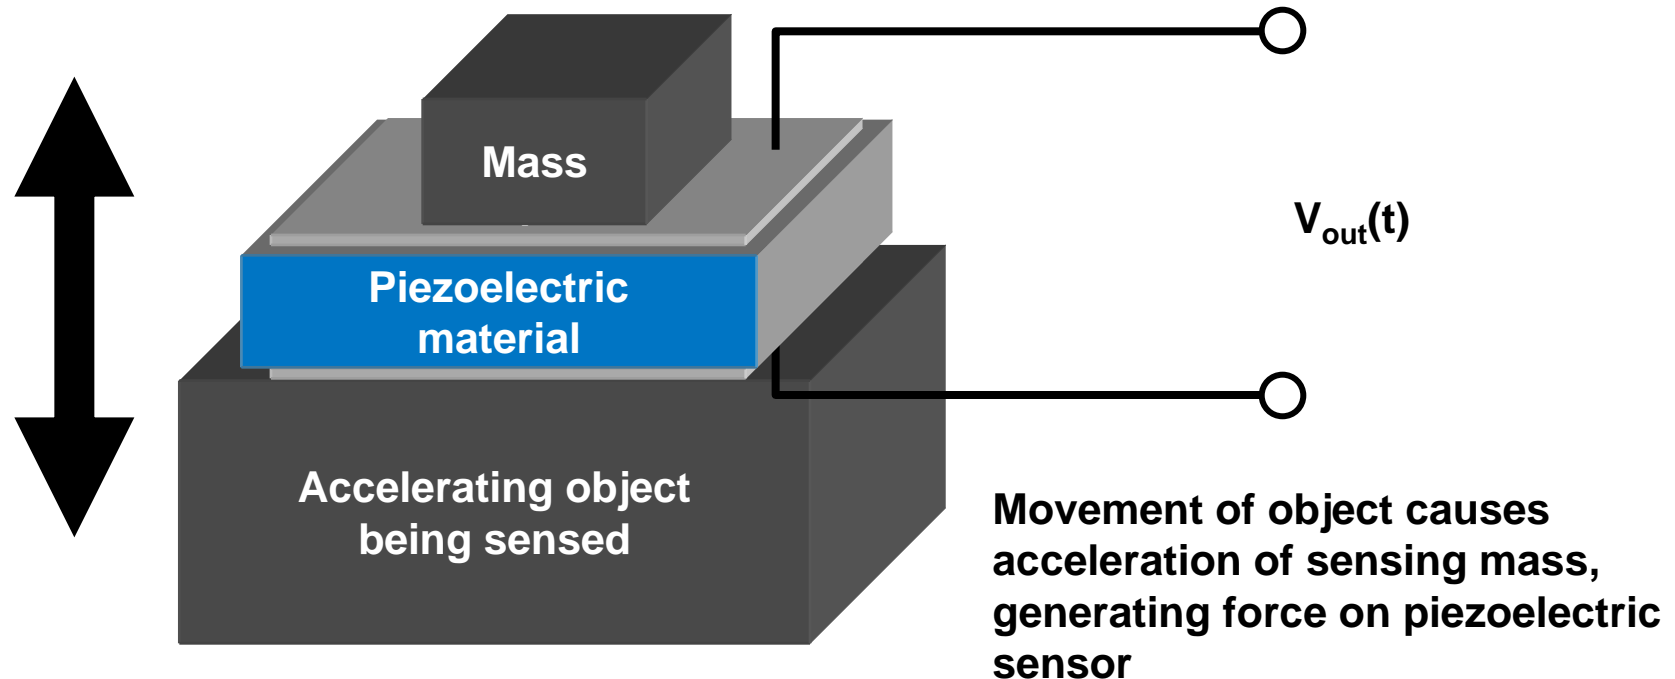 Mass
V_out(t)
Piezoelectric
material
Accelerating object
being sensed
Movement of object causes
acceleration of sensing mass,
generating force on piezoelectric
sensor